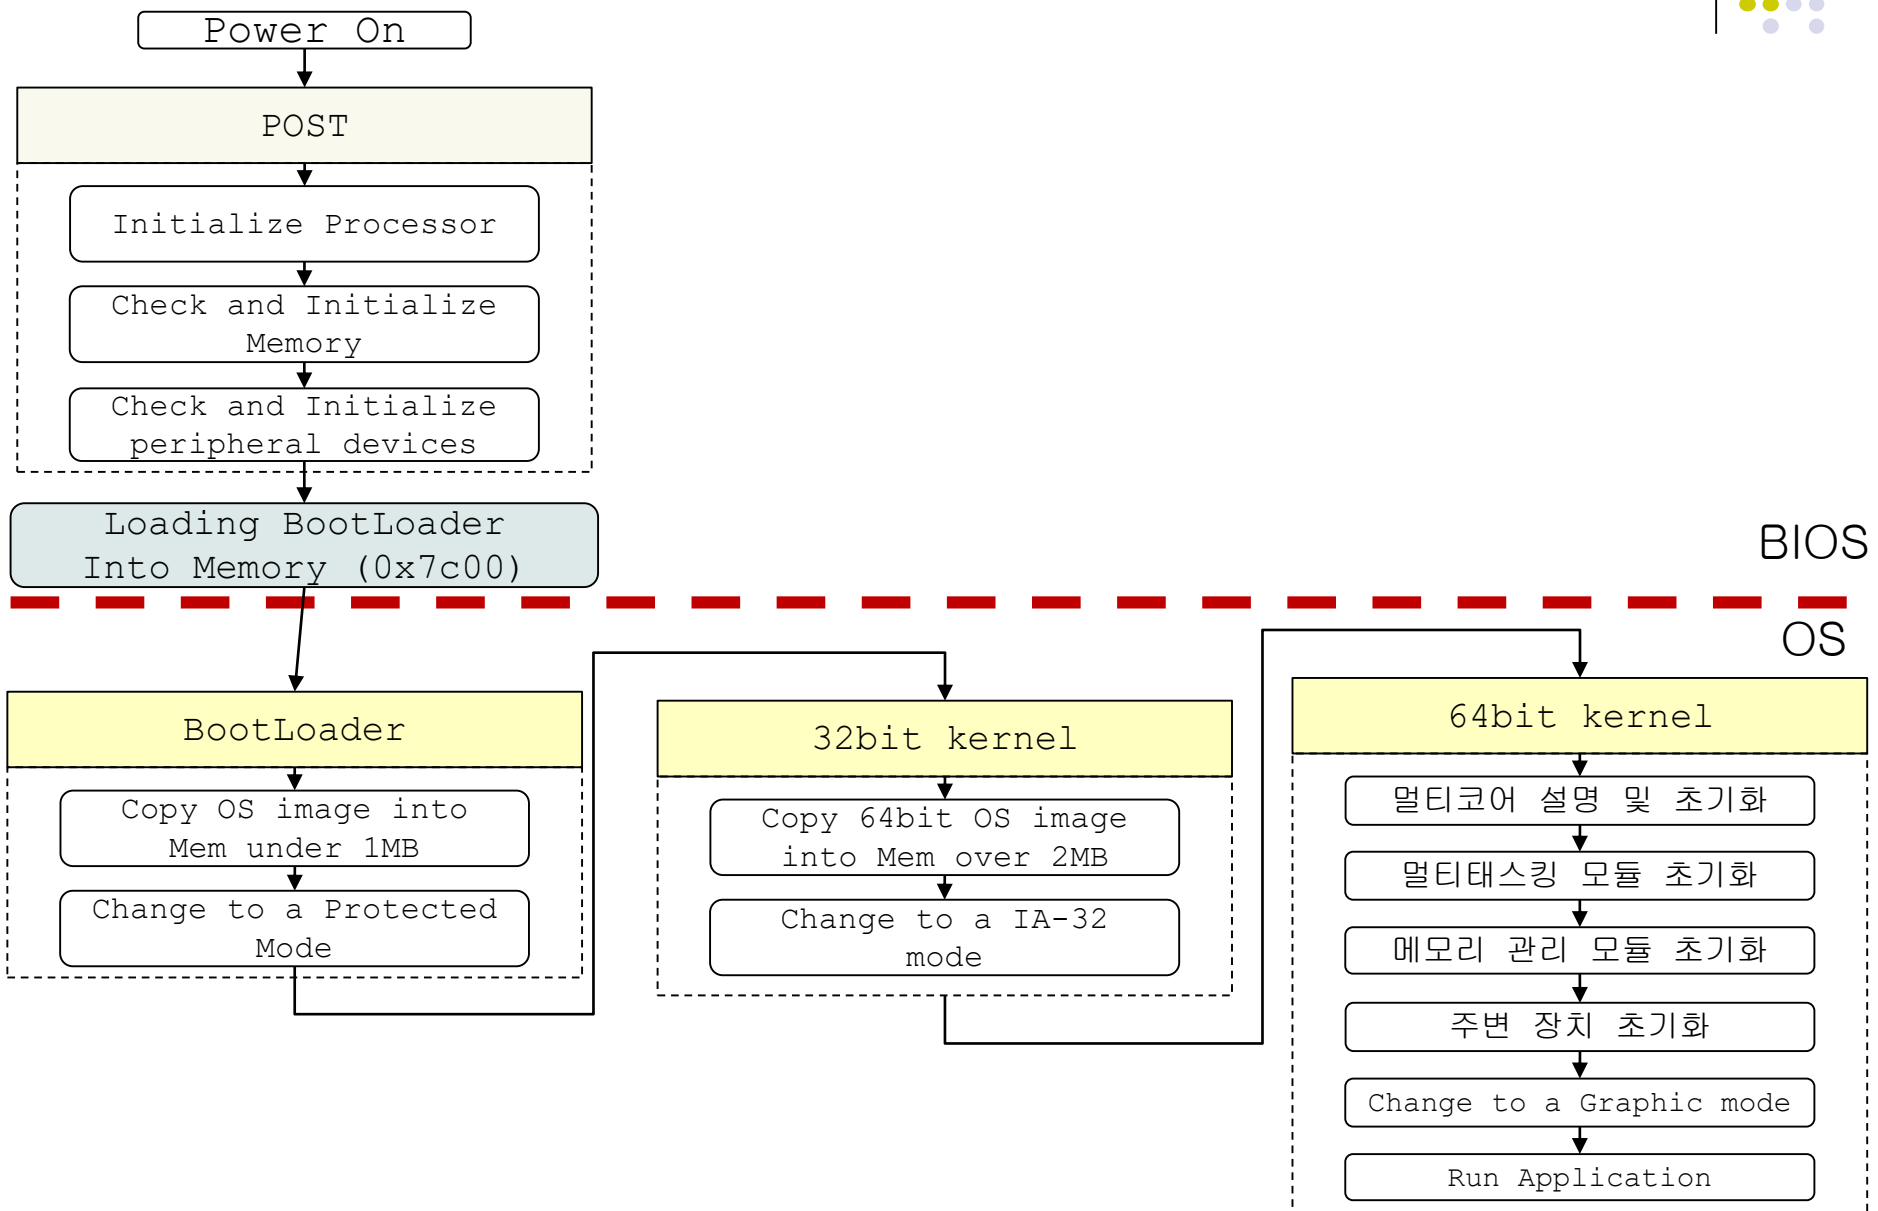 Power On
POST
Initialize Processor
Check and Initialize
Memory
Check and Initialize
peripheral devices
Loading BootLoader
Into Memory (0x7c00)
BIOS
OS
BootLoader
Copy OS image into
Mem under 1MB
Change to a Protected
Mode
32bit kernel
Copy 64bit OS image
into Mem over 2MB
Change to a IA-32
mode
64bit kernel
멀티코어 설명 및 초기화
멀티태스킹 모듈 초기화
메모리 관리 모듈 초기화
주변 장치 초기화
Change to a Graphic mode
Run Application